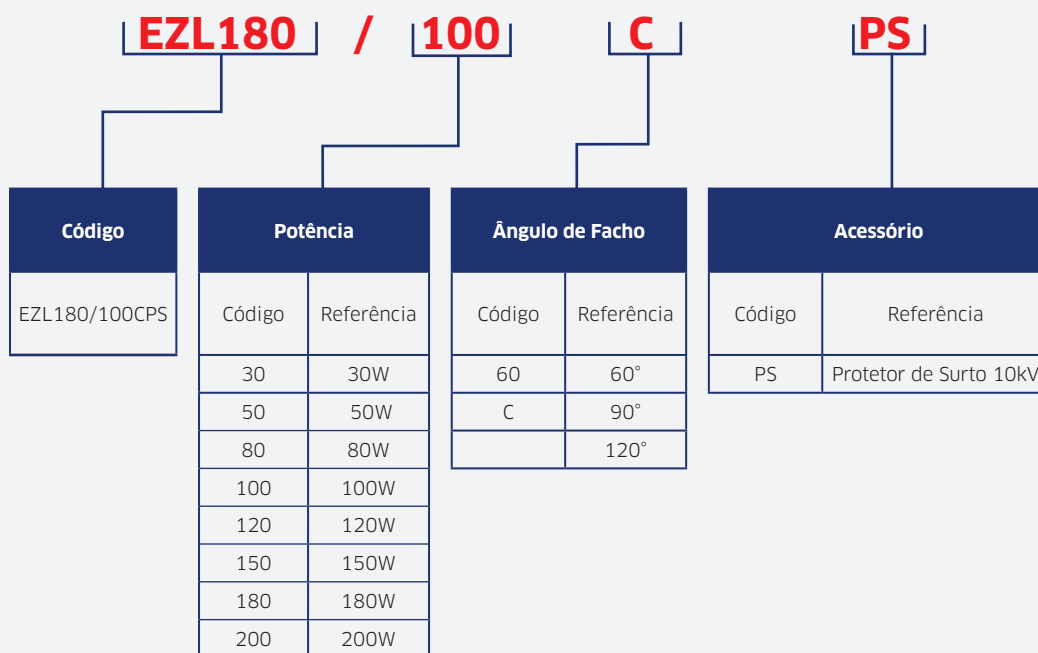 EZL180 / 100 C PS
Código Potência Ângulo de Facho Acessório
EZL180/100CPS Código Referência Código Referência Código Referência
30 30W 60 60° PS Protetor de Surto 10kV
50 50W C 90°
80 80W 120°
100 100W
120 120W
150 150W
180 180W
200 200W